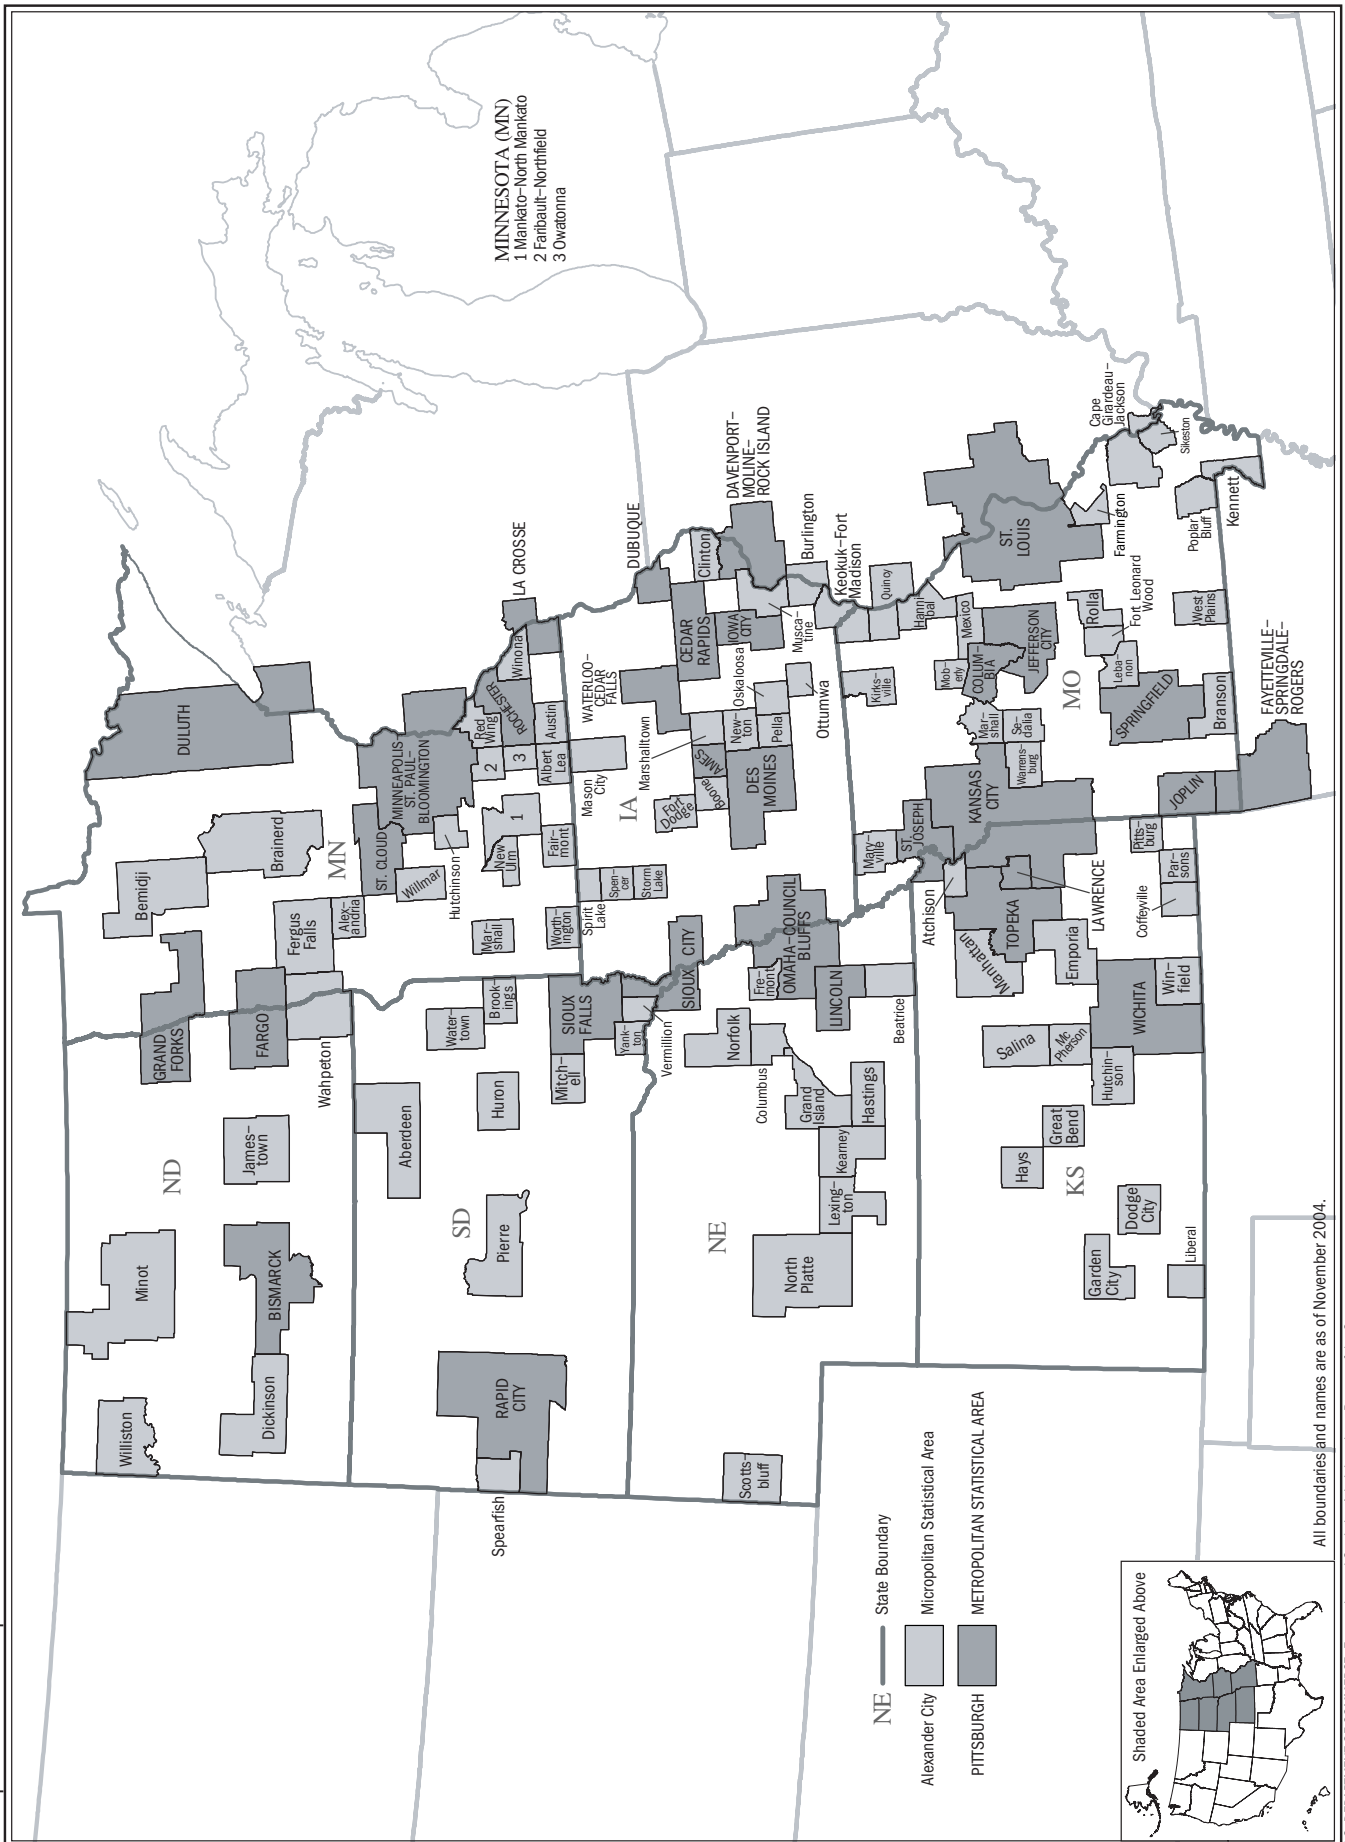 MINNESOTA (MN)
1 Mankato–North Mankato
2 Faribault–Northfield
3 Owatonna
ND
Williston
Minot
Dickinson
BISMARCK
James–
town
GRAND
FORKS
FARGO
Wahpeton
MN
Bemidji
Brainerd
DULUTH
Fergus
Falls
Alex–
andria
ST. CLOUD
Willmar
Hutchinson
MINNEAPOLIS–
ST. PAUL–
BLOOMINGTON
Mar–
shall
New
Ulm
1
2
3
Red
Wing
ROCHESTER
Winona
LA CROSSE
Worth–
ington
Fair–
mont
Albert
Lea
Austin
SD
Spearfish
RAPID
CITY
Pierre
Aberdeen
Huron
Water–
town
Brook–
ings
Mitch–
ell
SIOUX
FALLS
Yank–
ton
Vermillion
IA
Spirit
Lake
Spen–
cer
Storm
Lake
SIOUX CITY
Mason
City
Fort
Dodge
Boone
AMES
Marshalltown
WATERLOO–
CEDAR
FALLS
DUBUQUE
CEDAR
RAPIDS
IOWA
CITY
Clinton
DAVENPORT–
MOLINE–
ROCK ISLAND
DES
MOINES
New–
ton
Pella
Oskaloosa
Ottumwa
Musca–
tine
Burlington
Keokuk–Fort
Madison
NE
Scotts–
bluff
North
Platte
Lexing–
ton
Kearney
Grand
Island
Hastings
Columbus
Norfolk
Fre–
mont
OMAHA–COUNCIL
BLUFFS
LINCOLN
Beatrice
MO
Mary–
ville
ST.
JOSEPH
KANSAS
CITY
Kirks–
ville
Quincy
Hanni–
bal
Mexico
Mob–
erly
COLUM–
BIA
JEFFERSON
CITY
Mar–
shall
Se–
dalia
Warrens–
burg
ST.
LOUIS
Farmington
Cape
Girardeau–
Jackson
Sikeston
Poplar
Bluff
Kennett
Rolla
Fort Leonard
Wood
Leba–
non
West
Plains
SPRINGFIELD
Branson
JOPLIN
FAYETTEVILLE–
SPRINGDALE–
ROGERS
KS
Atchison
LAWRENCE
TOPEKA
Manhattan
Emporia
Salina
Mc
Pherson
Hutchin–
son
WICHITA
Win–
field
Coffeyville
Par–
sons
Pitts–
burg
Hays
Great
Bend
Dodge
City
Garden
City
Liberal
NE State Boundary
Alexander City Micropolitan Statistical Area
PITTSBURGH METROPOLITAN STATISTICAL AREA
Shaded Area Enlarged Above
All boundaries and names are as of November 2004.